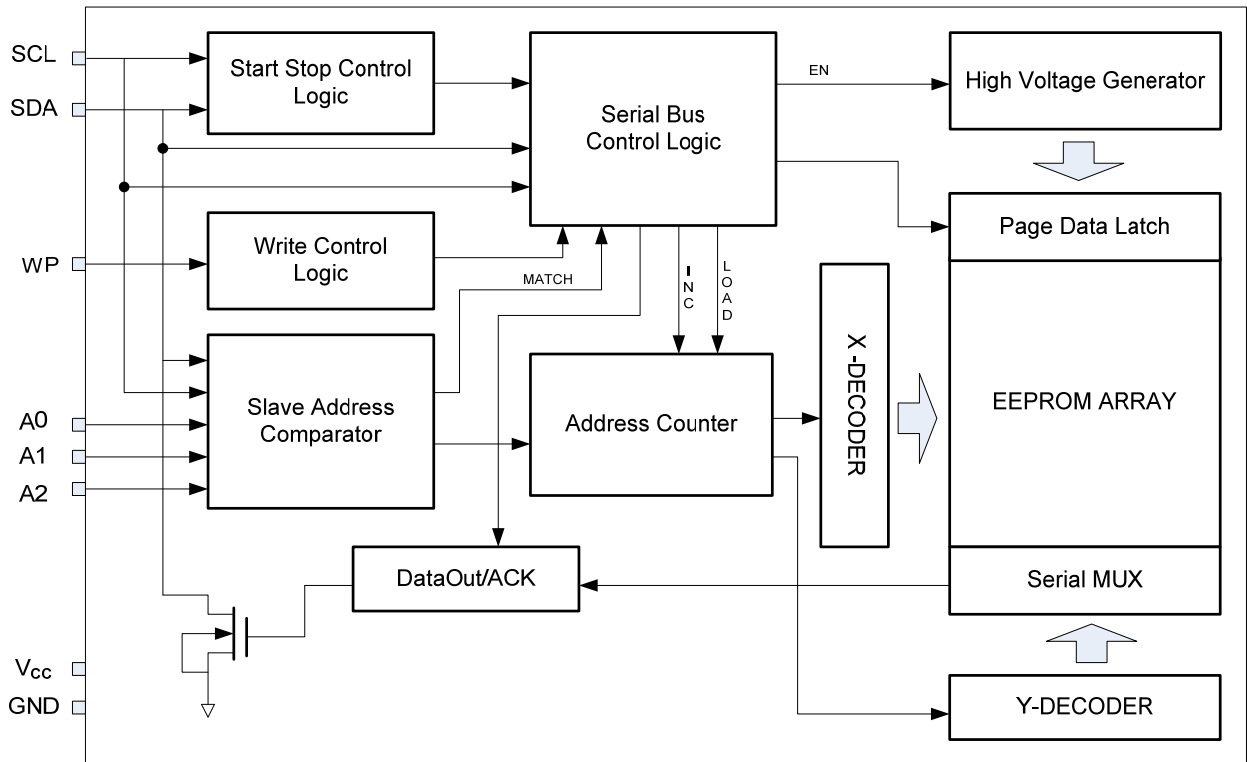 SCL
SDA
WP
A0
A1
A2
Vcc
GND
Start Stop Control
Logic
Write Control
Logic
Slave Address
Comparator
MATCH
Serial Bus
Control Logic
EN
INC
LOAD
Address Counter
DataOut/ACK
X-DECODER
High Voltage Generator
Page Data Latch
EEPROM ARRAY
Serial MUX
Y-DECODER